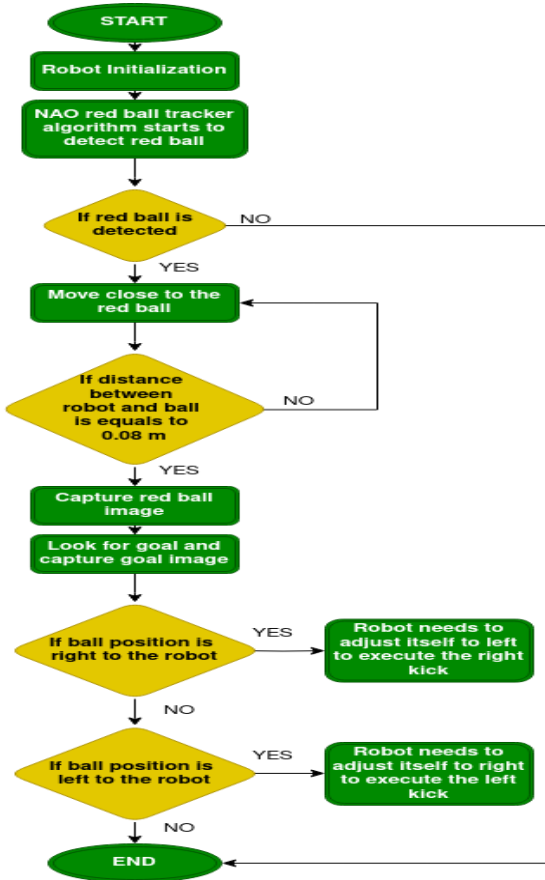 START
Robot Initialization
NAO red ball tracker
algorithm starts to
detect red ball
If red ball is
detected
NO
YES
Move close to the
red ball
If distance
between
robot and ball
is equals to
0.08 m
NO
YES
Capture red ball
image
Look for goal and
capture goal image
If ball position is
right to the robot
YES
Robot needs to
adjust itself to left
to execute the right
kick
NO
If ball position is
left to the robot
YES
Robot needs to
adjust itself to right
to execute the left
kick
NO
END